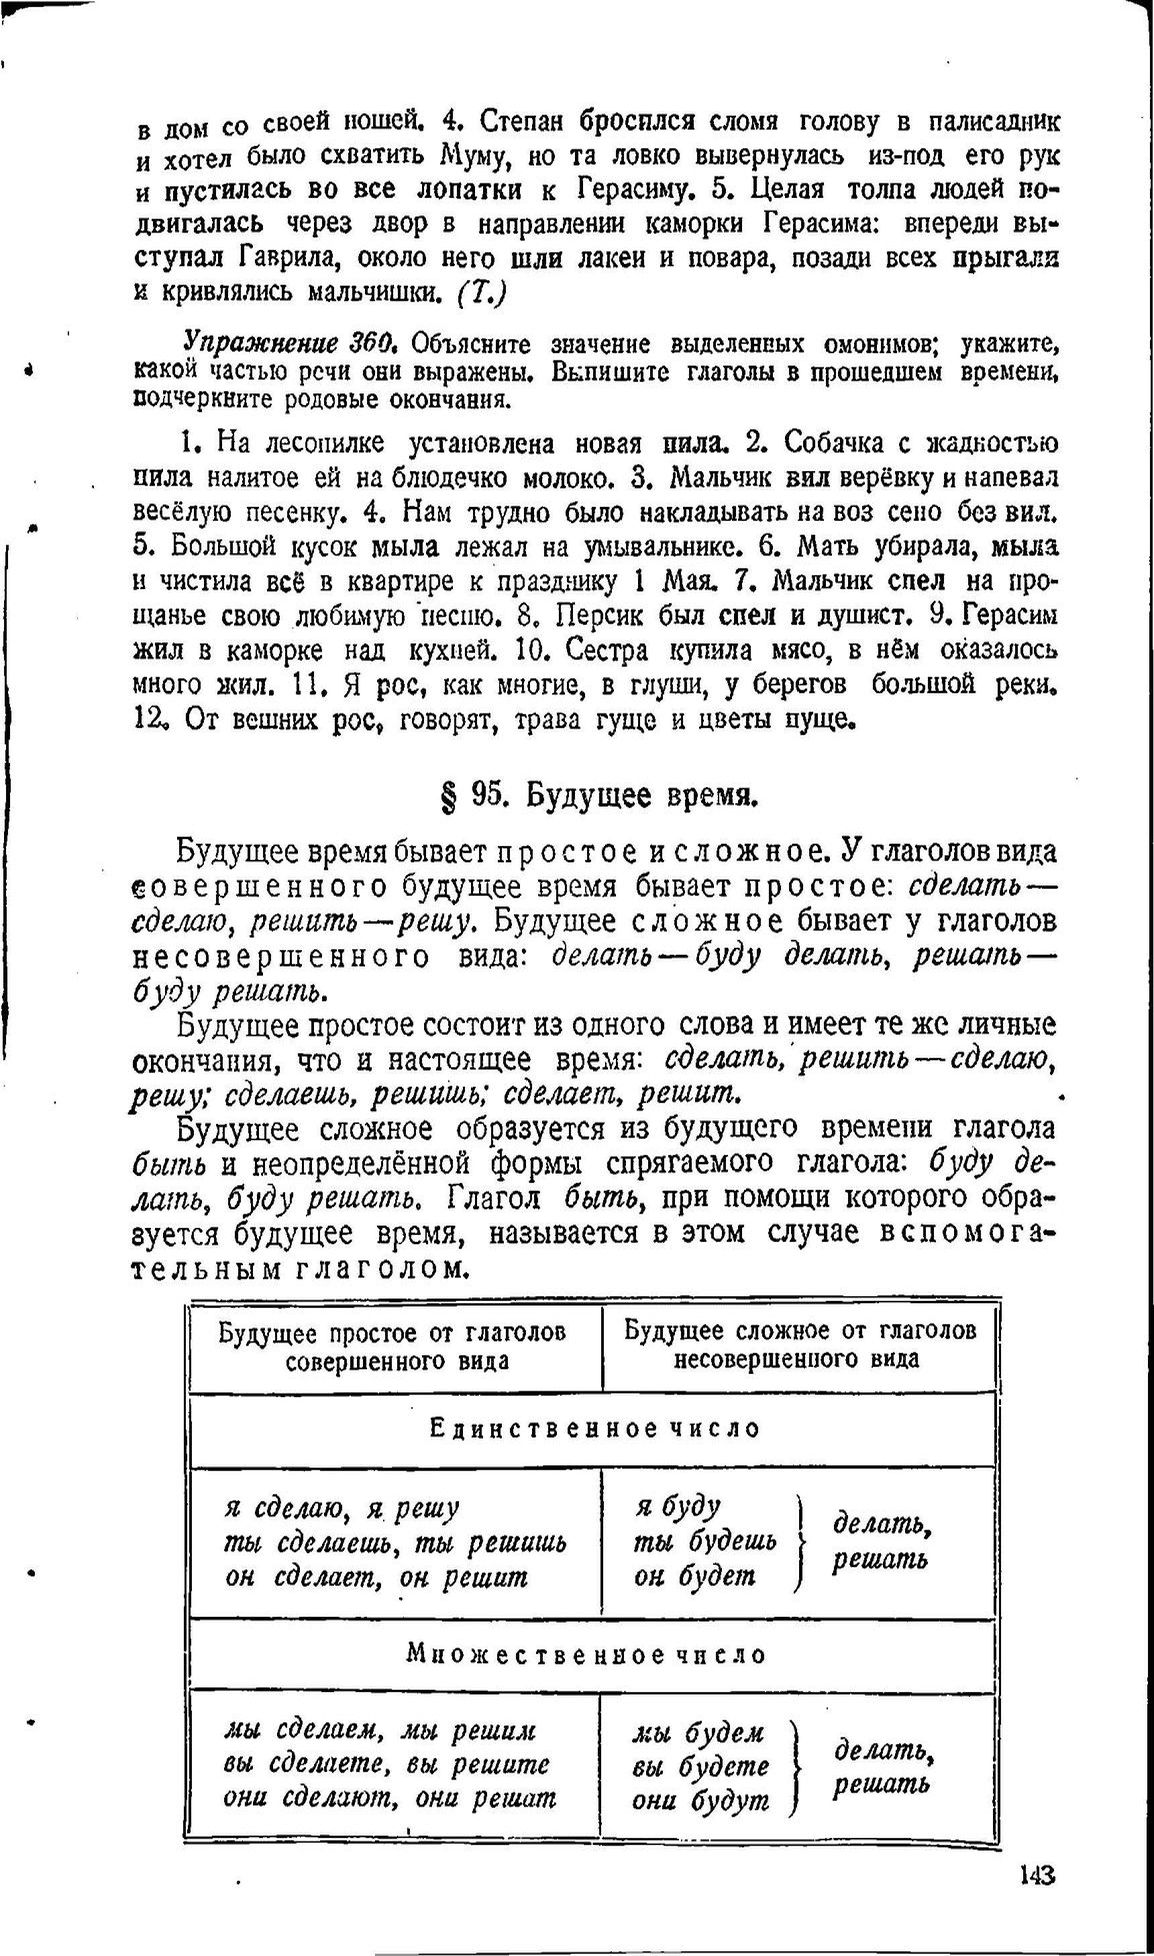 в дом со своей ношей. 4. Степан бросился сломя голову в палисадник
и хотел было схватить Муму, но та ловко вывернулась из-под его рук
и пустилась во все лопатки к Герасиму. 5. Целая толпа людей по-
двигалась через двор в направлении каморки Герасима: впереди вы-
ступал Гаврила, около него шли лакеи и повара, позади всех прыгали
и кривлялись мальчишки. (Т.)
Упражнение 360. Объясните значение выделенных омонимов; укажите,
какой частью речи они выражены. Выпишите глаголы в прошедшем времени,
подчеркните родовые окончания.
1. На лесопилке установлена новая пила. 2. Собачка с жадностью
пила налитое ей на блюдечко молоко. 3. Мальчик вил верёвку и напевал
весёлую песенку. 4. Нам трудно было накладывать на воз сено без вил.
5. Большой кусок мыла лежал на умывальнике. 6. Мать убирала, мыла
и чистила всё в квартире к празднику 1 Мая. 7. Мальчик спел на про-
щанье свою любимую песню. 8. Персик был спел и душист. 9. Герасим
жил в каморке над кухней. 10. Сестра купила мясо, в нём оказалось
много жил. 11. Я рос, как многие, в глуши, у берегов большой реки.
12. От вешних рос, говорят, трава гуще и цветы пуще.
§ 95. Будущее время.
Будущее время бывает простое и сложное. У глаголов вида
совершенного будущее время бывает простое: сделать —
сделаю, решить — решу. Будущее сложное бывает у глаголов
несовершенного вида: делать — буду делать, решать —
буду решать.
Будущее простое состоит из одного слова и имеет те же личные
окончания, что и настоящее время: сделать, решить — сделаю,
решу; сделаешь, решишь; сделает, решит.
Будущее сложное образуется из будущего времени глагола
быть и неопределённой формы спрягаемого глагола: буду де-
лать, буду решать. Глагол быть, при помощи которого обра-
зуется будущее время, называется в этом случае вспомога-
тельным глаголом.
Будущее простое от глаголов
совершенного вида
Будущее сложное от глаголов
несовершенного вида
Единственное число
я сделаю, я решу
ты сделаешь, ты решишь
он сделает, он решит
я буду
ты будешь
он будет
делать,
решать
Множественное число
мы сделаем, мы решим
вы сделаете, вы решите
они сделают, они решат
мы будем
вы будете
они будут
делать,
решать
143